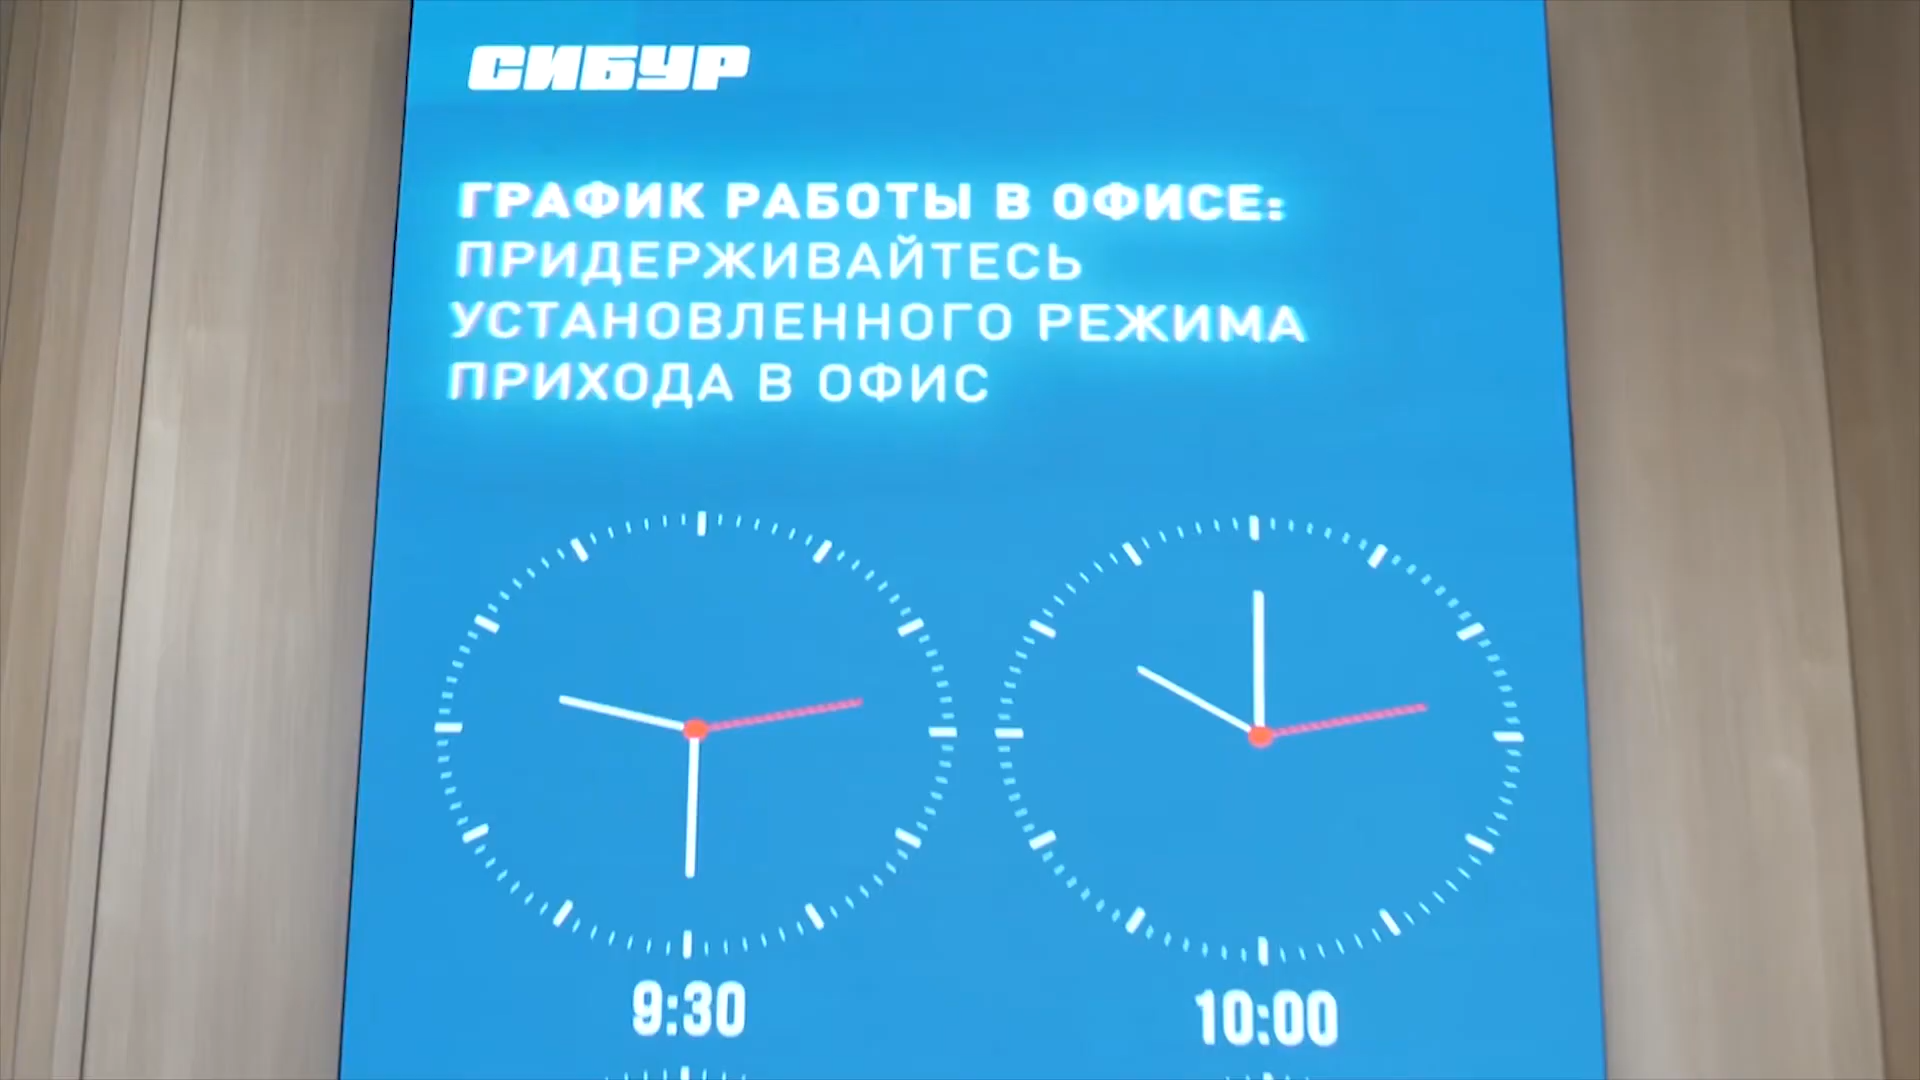 СИБУР
ГРАФИК РАБОТЫ В ОФИСЕ:
ПРИДЕРЖИВАЙТЕСЬ
УСТАНОВЛЕННОГО РЕЖИМА
ПРИХОДА В ОФИС
9:30
10:00